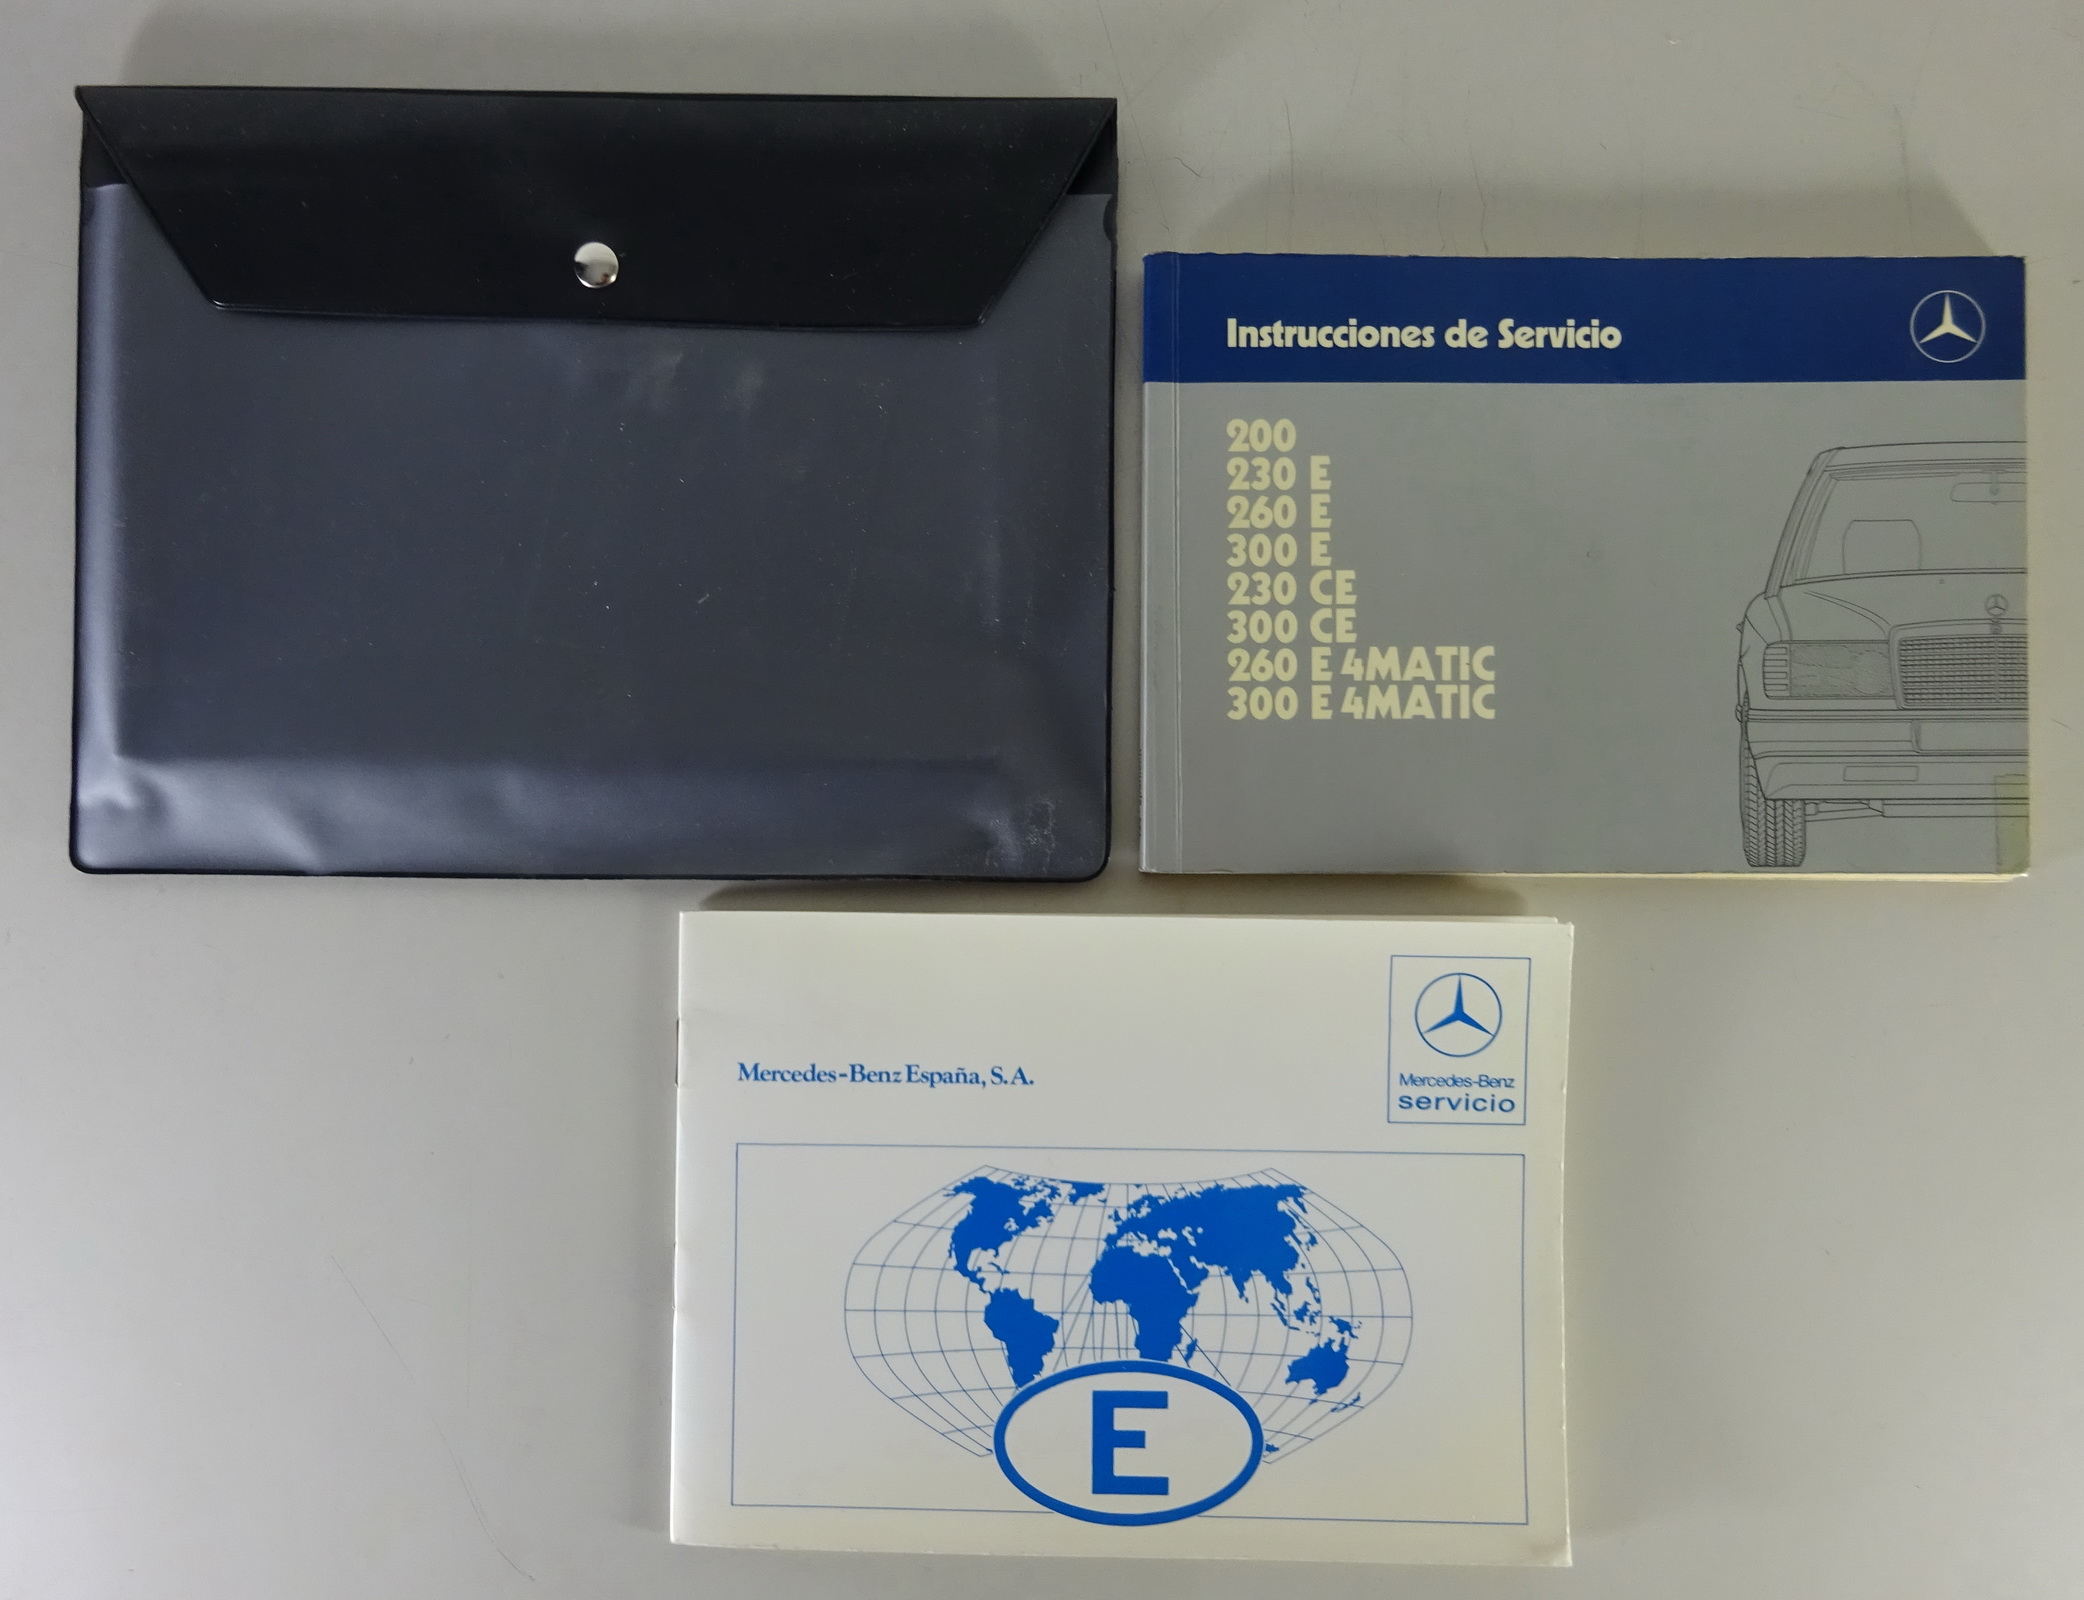 Instrucciones de Servicio
200
230 E
260 E
300 E
230 CE
300 CE
260 E 4MATIC
300 E 4MATIC
Mercedes-Benz España, S.A.
Mercedes-Benz
servicio
E